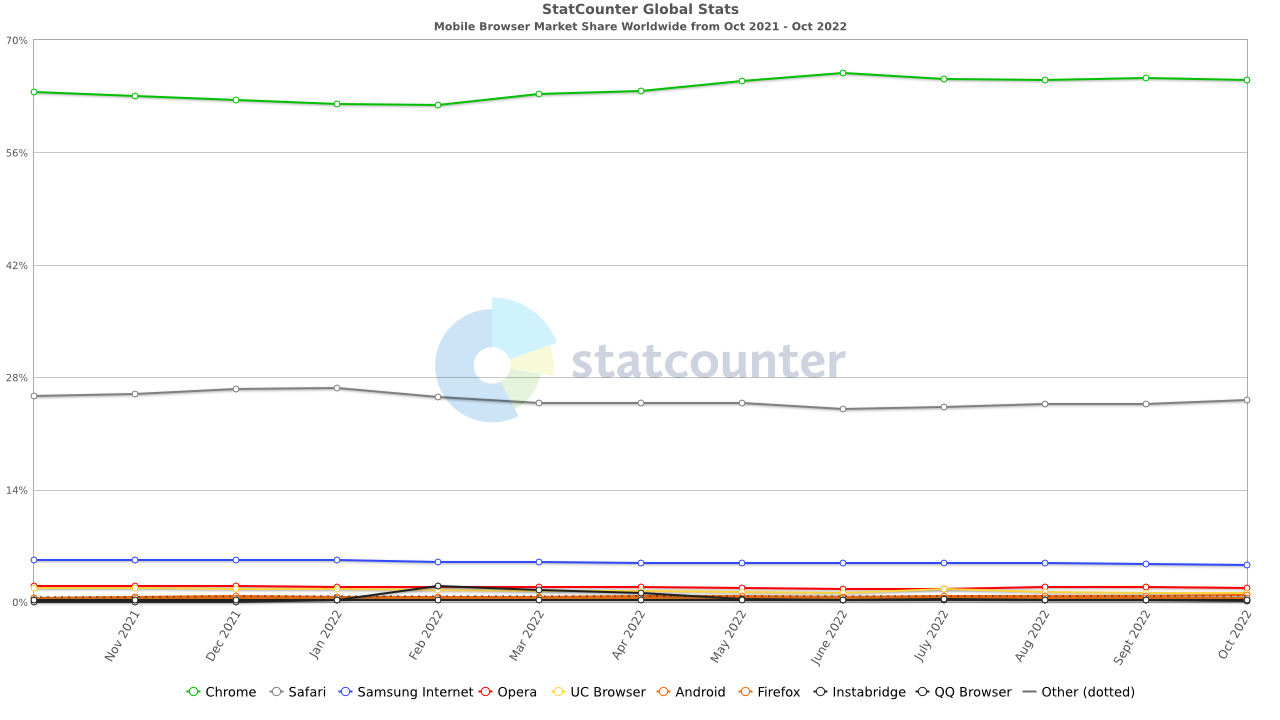 StatCounter Global Stats
Mobile Browser Market Share Worldwide from Oct 2021 - Oct 2022
70%
56%
42%
28%
14%
0%
statcounter
Nov 2021 Dec 2021 Jan 2022 Feb 2022 Mar 2022 Apr 2022 May 2022 June 2022 July 2022 Aug 2022 Sept 2022 Oct 2022
Chrome Safari Samsung Internet Opera UC Browser Android Firefox Instabridge QQ Browser Other (dotted)